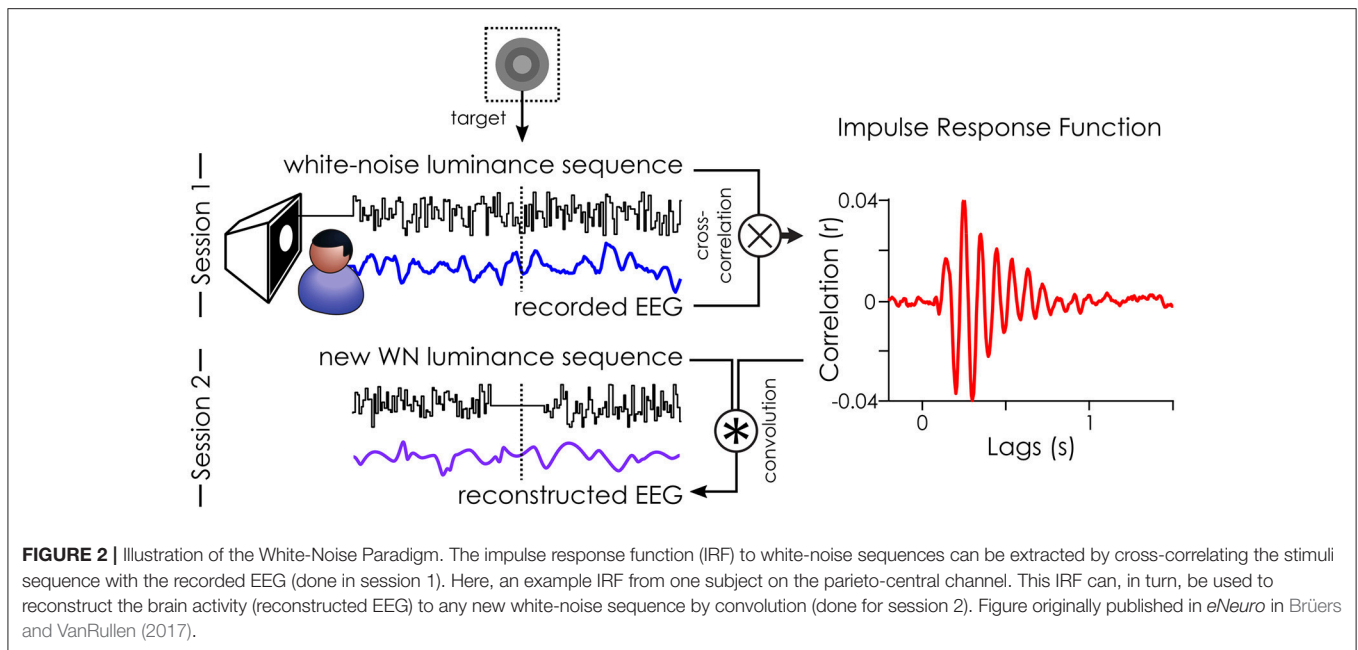 target
Impulse Response Function
Session 1
white-noise luminance sequence
cross-
correlation
recorded EEG
0.04
0
-0.04
Correlation (r)
0
1
Lags (s)
Session 2
new WN luminance sequence
convolution
reconstructed EEG
FIGURE 2 | Illustration of the White-Noise Paradigm. The impulse response function (IRF) to white-noise sequences can be extracted by cross-correlating the stimuli
sequence with the recorded EEG (done in session 1). Here, an example IRF from one subject on the parieto-central channel. This IRF can, in turn, be used to
reconstruct the brain activity (reconstructed EEG) to any new white-noise sequence by convolution (done for session 2). Figure originally published in eNeuro in Brüers
and VanRullen (2017).